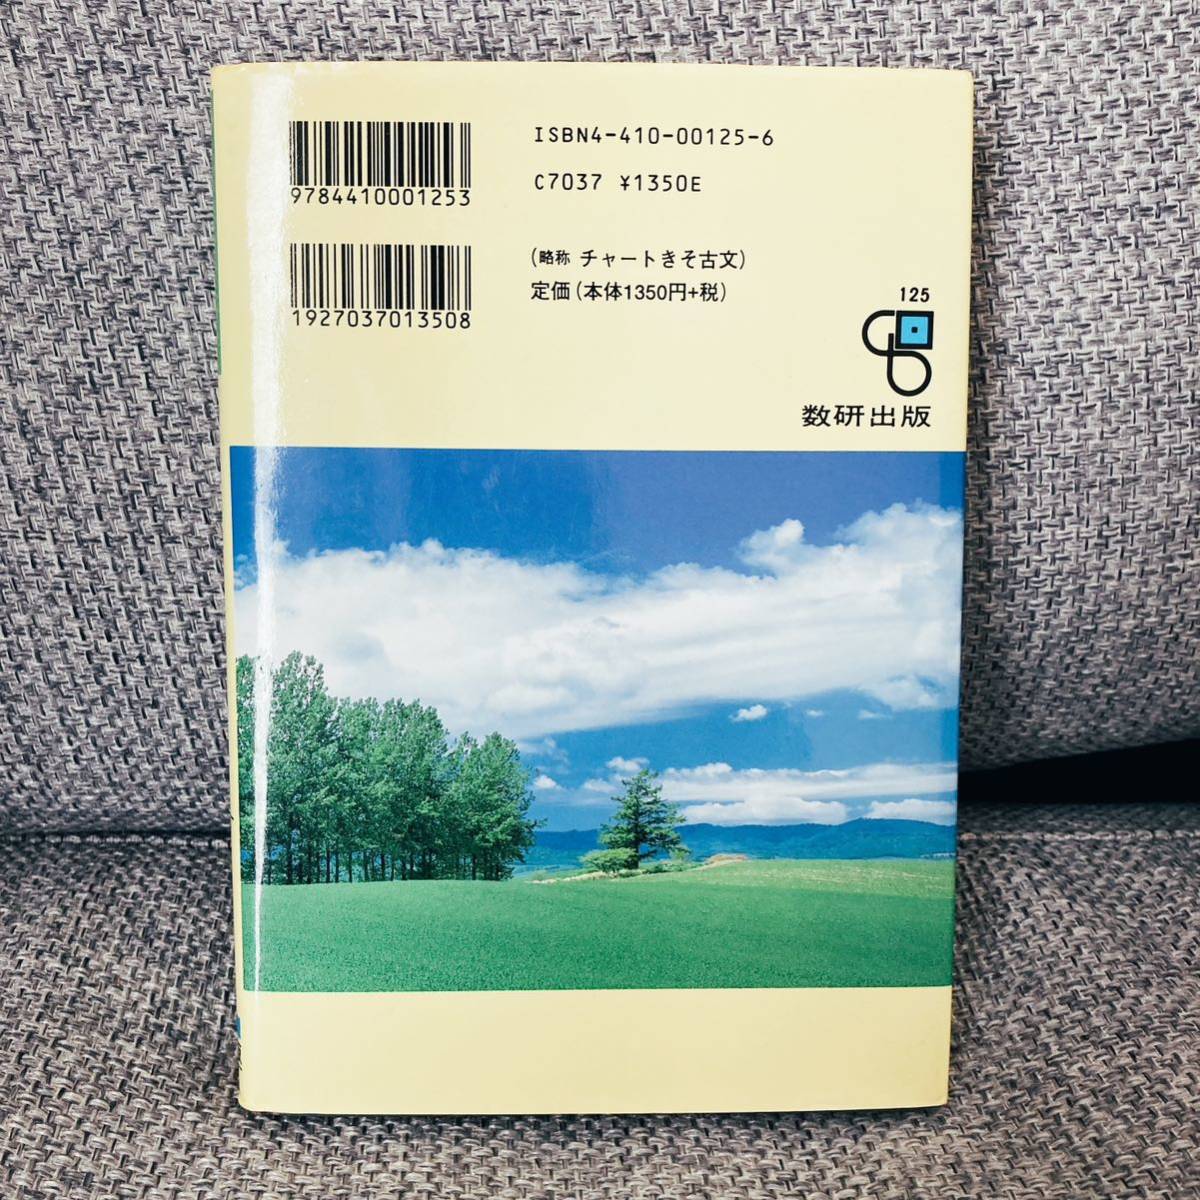 ISBN4-410-00125-6
9784410001253
C7037 ¥1350E
(略称 チャートきそ古文)
定価(本体1350円+税)
1927037013508
125
数研出版